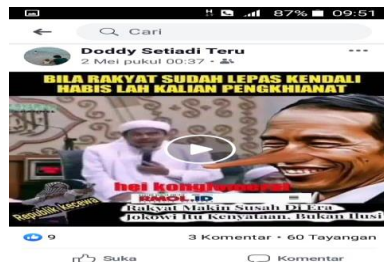 87% 09:51
Cari
Doddy Setiadi Teru
2 Mei pukul 00:37
BILA RAKYAT SUDAH LEPAS KENDALI
HABIS LAH KALIAN PENGKHIANAT
hei konglomerat
RMOL.ID
Republik kecewa
Rakyat Makin Susah Di Era
Jokowi Itu Kenyataan, Bukan Ilusi
9
3 Komentar • 60 Tayangan
Suka
Komentar